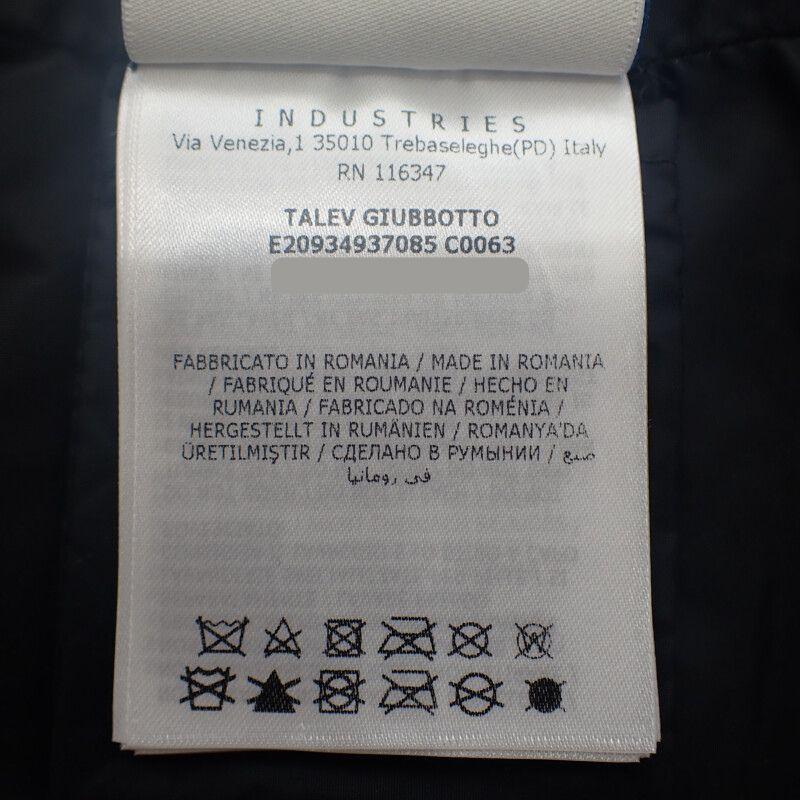 INDUSTRIES
Via Venezia,1 35010 Trebaseleghe(PD) Italy
RN 116347
TALEV GIUBBOTTO
E20934937085 C0063
FABBRICATO IN ROMANIA / MADE IN ROMANIA
/ FABRIQUÉ EN ROUMANIE / HECHO EN
RUMANIA / FABRICADO NA ROMÉNIA /
HERGESTELLT IN RUMÄNIEN / ROMANYA'DA
ÜRETILMIŞTIR / СДЕЛАНО В РУМЫНИИ / صنع
في رومانيا